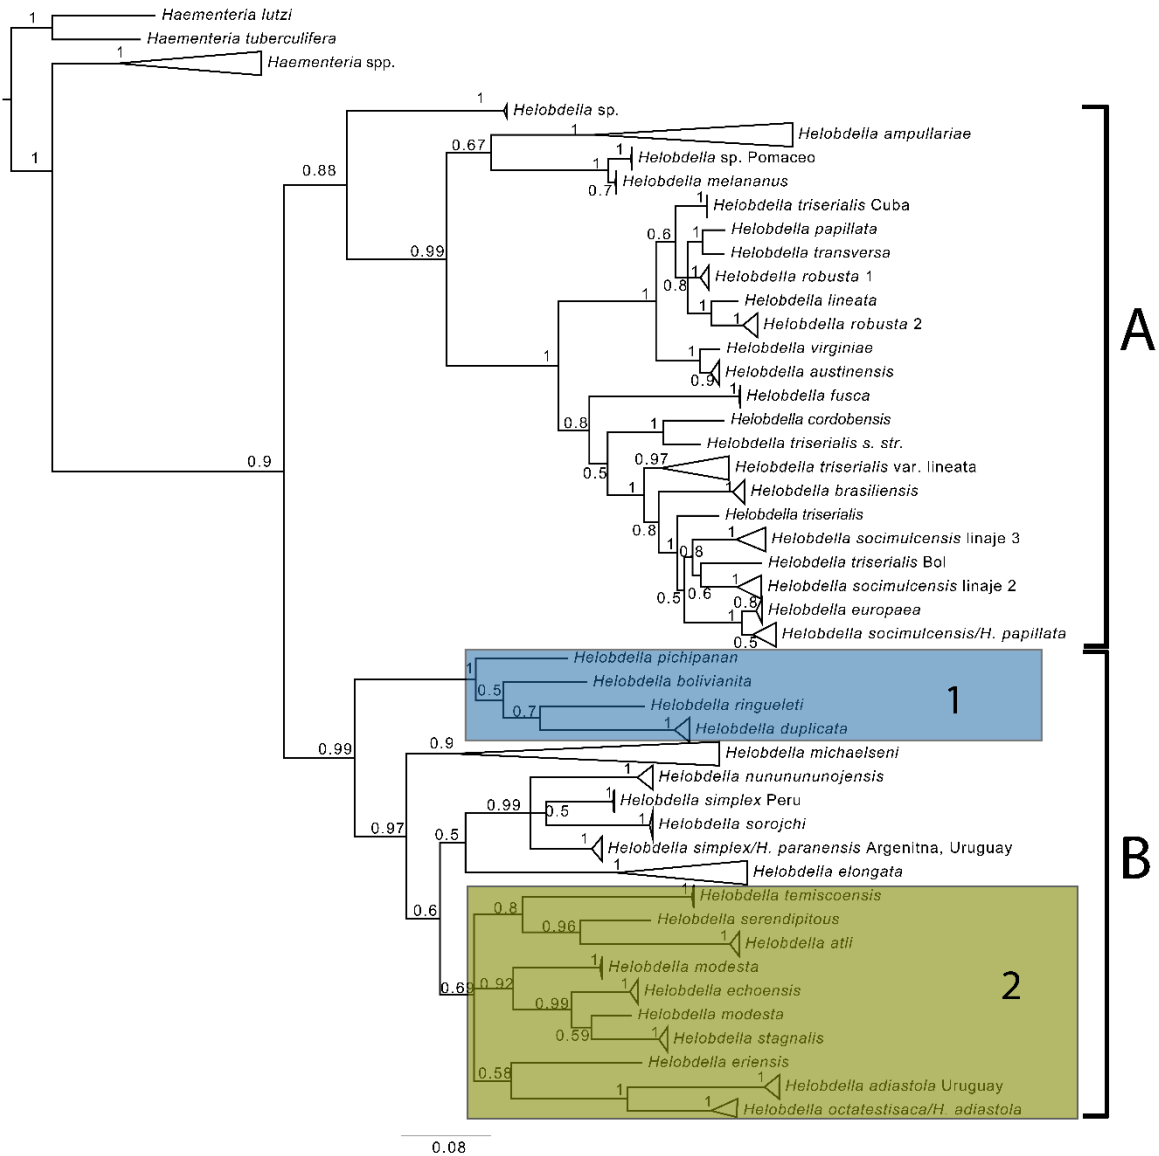 1 Haementeria lutzi
Haementeria tuberculifera
1 Haementeria spp.
1
1 Helobdella sp.
0.88
1 Helobdella ampullariae
0.67
1 Helobdella sp. Pomaceo
1
0.7 Helobdella melananus
0.99
1 Helobdella triserialis Cuba
0.6
1 Helobdella papillata
Helobdella transversa
0.8 1 Helobdella robusta 1
1
1 Helobdella lineata
1 Helobdella robusta 2
A
1
1 Helobdella virginiae
0.9 Helobdella austinensis
1 Helobdella fusca
0.8
1 Helobdella cordobensis
Helobdella triserialis s. str.
0.9
0.5
0.97 Helobdella triserialis var. lineata
1
1 Helobdella brasiliensis
0.8
Helobdella triserialis
1
1 Helobdella socimulcensis linaje 3
0.8
Helobdella triserialis Bol
0.6
1 Helobdella socimulcensis linaje 2
0.5
0.8 Helobdella europaea
1
0.5 Helobdella socimulcensis/H. papillata
1 Helobdella pichipanan
0.5 Helobdella bolivianita
1
0.7 Helobdella ringueleti
1 Helobdella duplicata
0.99
0.9 Helobdella michaelseni
1 Helobdella nunununojensis
0.99
0.5 1 Helobdella simplex Peru
1 Helobdella sorojchi
0.97
0.5
1 Helobdella simplex/H. paranensis Argenitna, Uruguay
1 Helobdella elongata
B
0.6
1 Helobdella temiscoensis
0.8
0.96 Helobdella serendipitous
1 Helobdella atli
1 Helobdella modesta
0.69 0.92
2
0.99 1 Helobdella echoensis
Helobdella modesta
0.59
1 Helobdella stagnalis
Helobdella eriensis
0.58
1 Helobdella adiastola Uruguay
1
1 Helobdella octatestisaca/H. adiastola
0.08